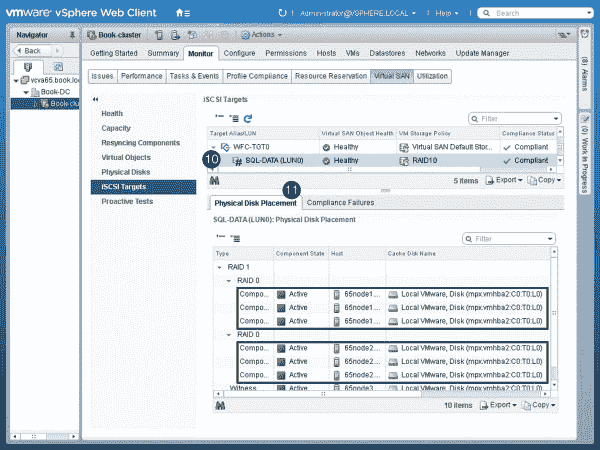 vmware vSphere Web Client
Administrator@VSPHERE.LOCAL
Help
Search
Navigator
Book-cluster
Actions
Back
Getting Started Summary Monitor Configure Permissions Hosts VMs Datastores Networks Update Manager
vcva65.book.loc
Book-DC
Book-clu
Issues Performance Tasks & Events Profile Compliance Resource Reservation Virtual SAN Utilization
Health
Capacity
Resyncing Components
Virtual Objects
Physical Disks
iSCSI Targets
Proactive Tests
iSCSI Targets
Filter
Target Alias/LUN Virtual SAN Object Health VM Storage Policy Compliance Status
WFC-TGT0 Healthy Virtual SAN Default Stor... Compliant
10
SQL-DATA (LUN0) Healthy RAID10 Compliant
5 items Export Copy
11
Physical Disk Placement Compliance Failures
SQL-DATA (LUN0): Physical Disk Placement
Filter
Type Component State Host Cache Disk Name
RAID 1
RAID 0
Compo... Active 65node1.... Local VMware, Disk (mpx.vmhba2:C0:T0:L0)
Compo... Active 65node1.... Local VMware, Disk (mpx.vmhba2:C0:T0:L0)
Compo... Active 65node1.... Local VMware, Disk (mpx.vmhba2:C0:T0:L0)
RAID 0
Compo... Active 65node2.... Local VMware, Disk (mpx.vmhba2:C0:T0:L0)
Compo... Active 65node2.... Local VMware, Disk (mpx.vmhba2:C0:T0:L0)
Compo... Active 65node2.... Local VMware, Disk (mpx.vmhba2:C0:T0:L0)
Witness Active 65node3.... Local VMware, Disk (mpx.vmhba2:C0:T0:L0)
10 items Export Copy
(8) Alarms
(0) Work In Progress